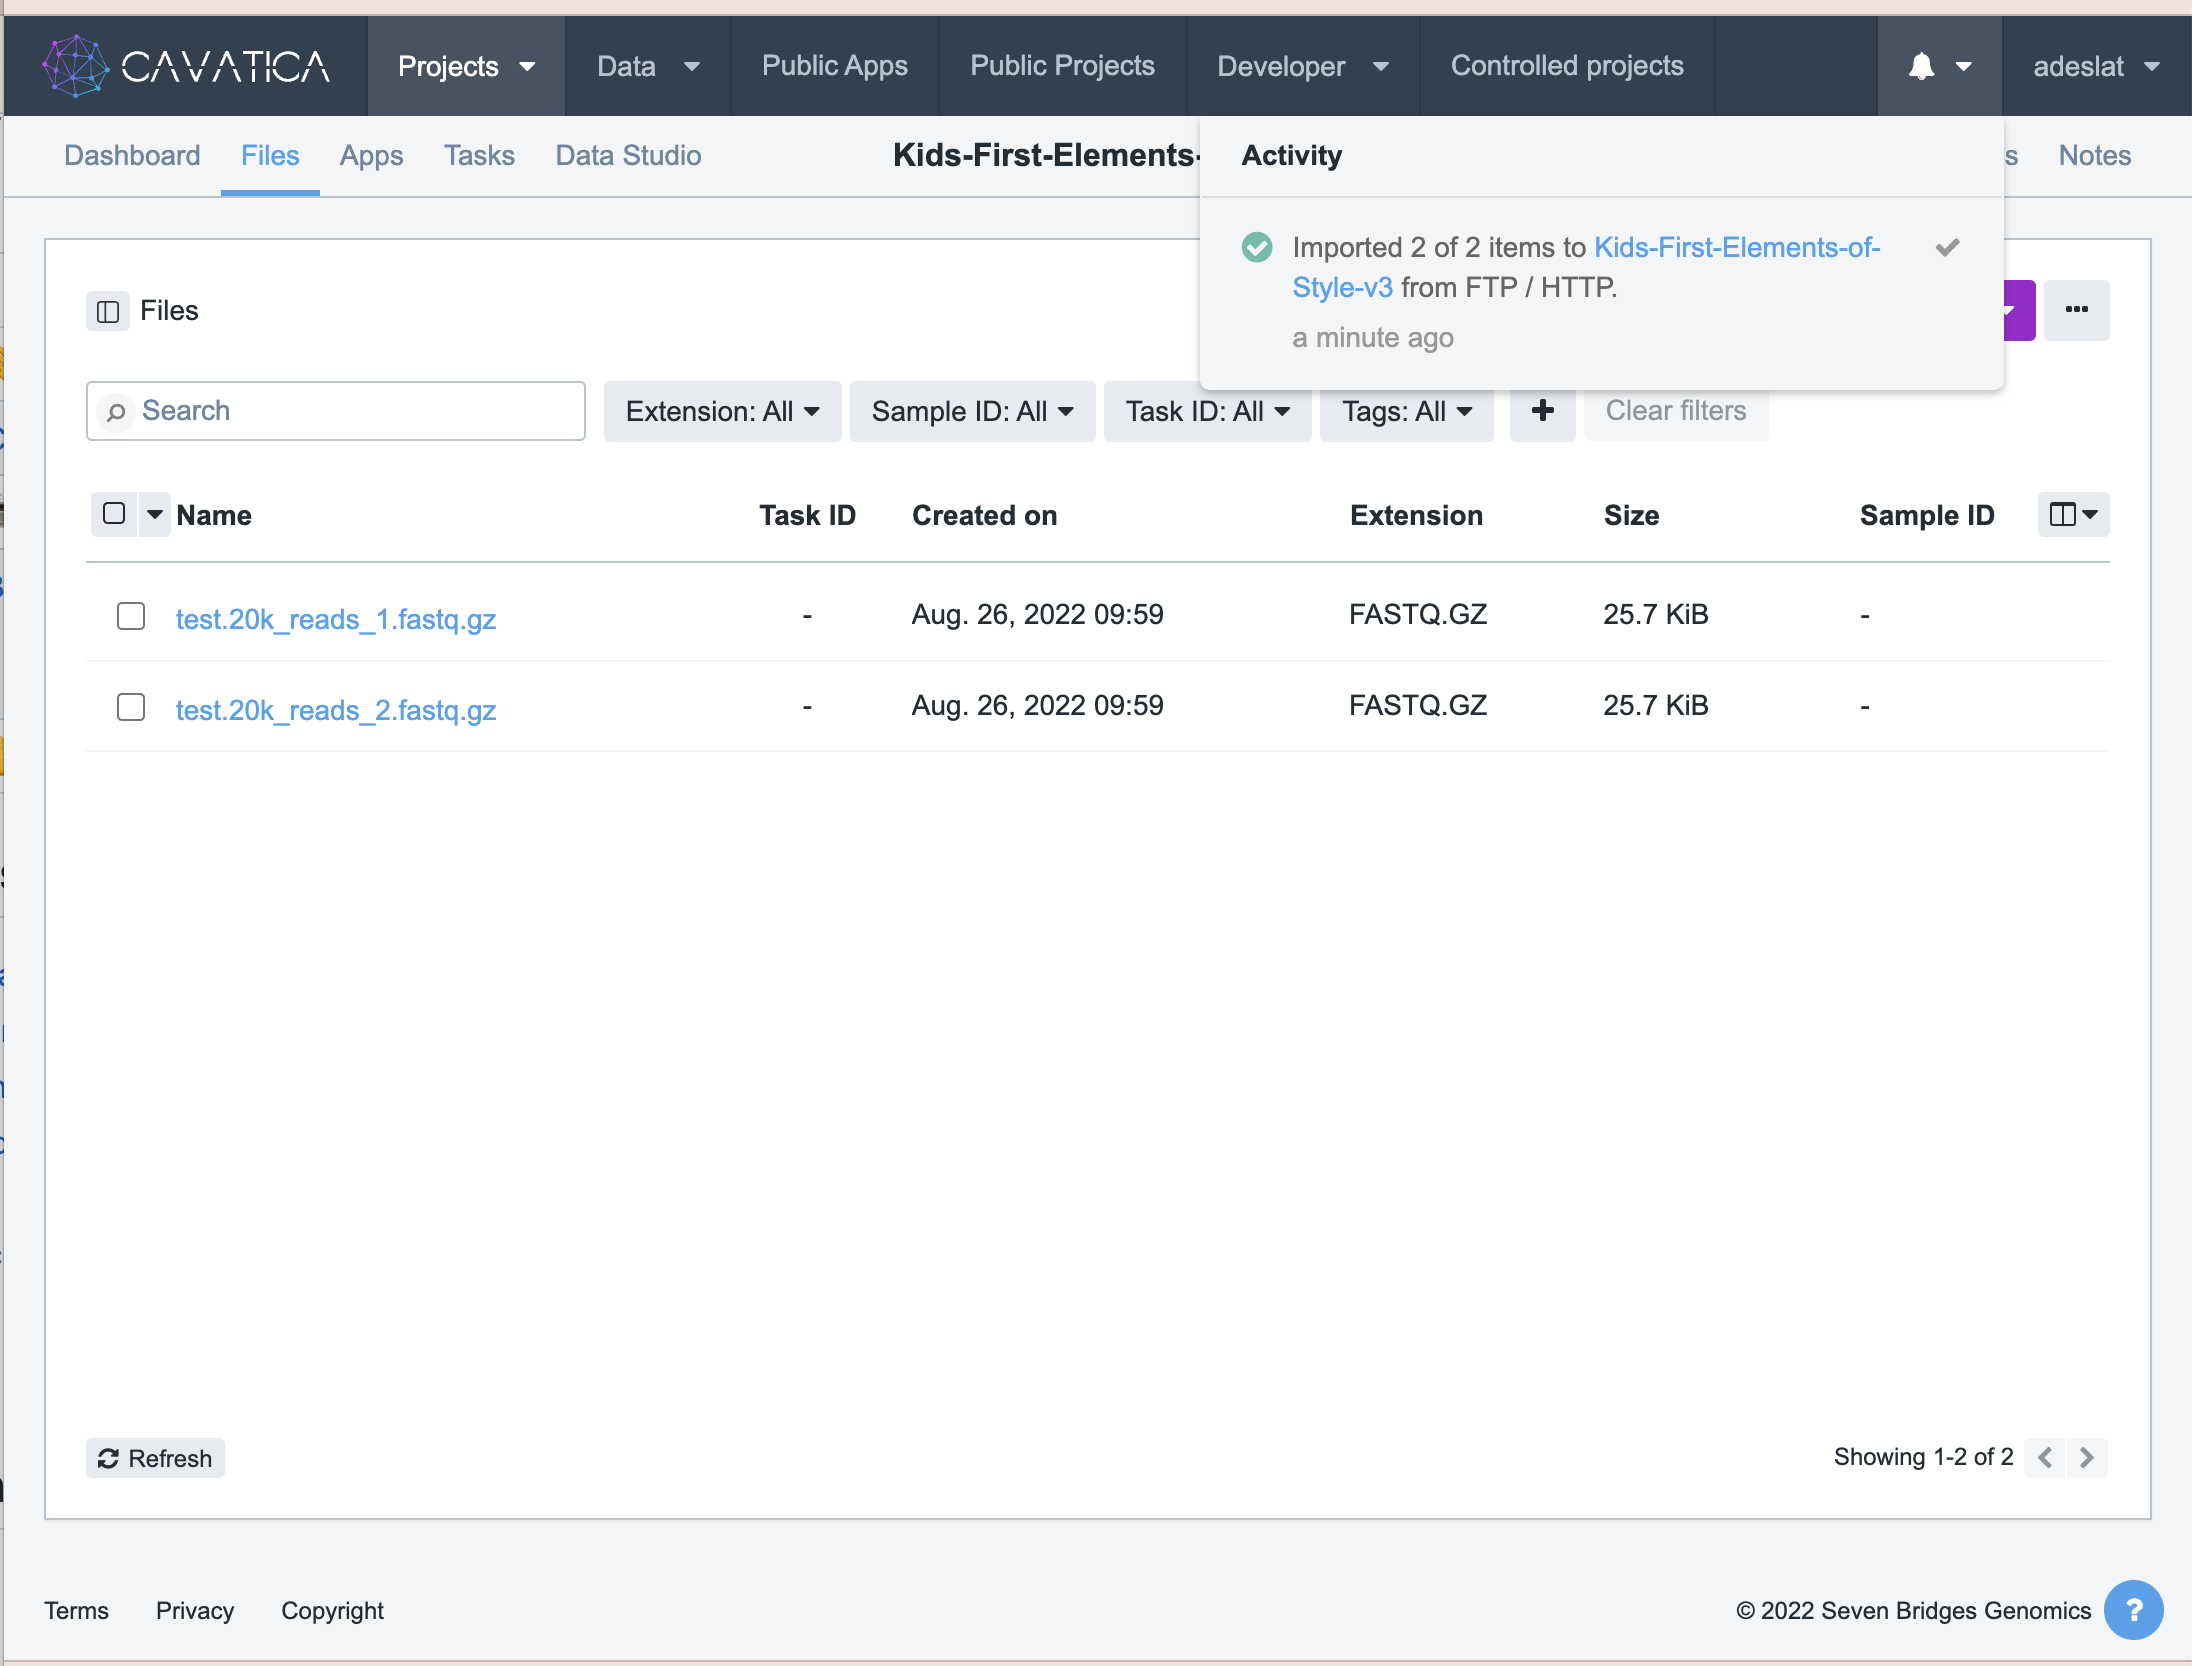 CAVATICA Projects Data Public Apps Public Projects Developer Controlled projects adeslat
Dashboard Files Apps Tasks Data Studio Kids-First-Elements- Activity s Notes
Imported 2 of 2 items to Kids-First-Elements-of-
Style-v3 from FTP / HTTP.
a minute ago
Files
Search Extension: All Sample ID: All Task ID: All Tags: All + Clear filters
Name Task ID Created on Extension Size Sample ID
test.20k_reads_1.fastq.gz - Aug. 26, 2022 09:59 FASTQ.GZ 25.7 KiB -
test.20k_reads_2.fastq.gz - Aug. 26, 2022 09:59 FASTQ.GZ 25.7 KiB -
Refresh Showing 1-2 of 2
Terms Privacy Copyright © 2022 Seven Bridges Genomics ?